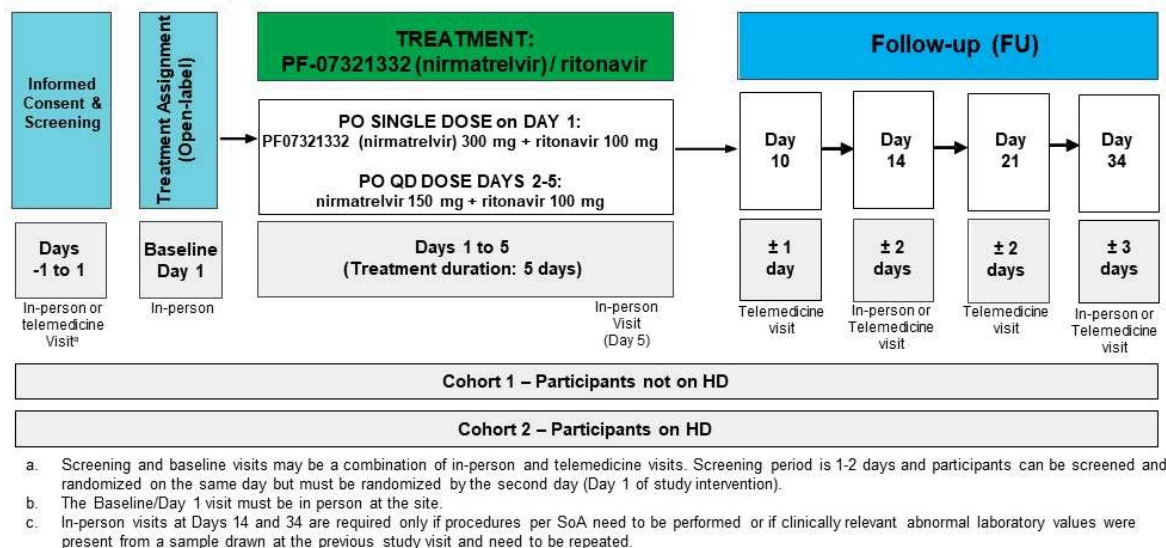 Informed
Consent &
Screening
Treatment Assignment
(Open-label)
TREATMENT:
PF-07321332 (nirmatrelvir) / ritonavir
Follow-up (FU)
PO SINGLE DOSE on DAY 1:
PF07321332 (nirmatrelvir) 300 mg + ritonavir 100 mg
PO QD DOSE DAYS 2-5:
nirmatrelvir 150 mg + ritonavir 100 mg
Day
10
Day
14
Day
21
Day
34
Days
-1 to 1
Baseline
Day 1
Days 1 to 5
(Treatment duration: 5 days)
± 1
day
± 2
days
± 2
days
± 3
days
In-person or
telemedicine
Visitᵃ
In-person
In-person
Visit
(Day 5)
Telemedicine
visit
In-person or
Telemedicine
visit
Telemedicine
visit
In-person or
Telemedicine
visit
Cohort 1 – Participants not on HD
Cohort 2 – Participants on HD
a. Screening and baseline visits may be a combination of in-person and telemedicine visits. Screening period is 1-2 days and participants can be screened and
randomized on the same day but must be randomized by the second day (Day 1 of study intervention).
b. The Baseline/Day 1 visit must be in person at the site.
c. In-person visits at Days 14 and 34 are required only if procedures per SoA need to be performed or if clinically relevant abnormal laboratory values were
present from a sample drawn at the previous study visit and need to be repeated.